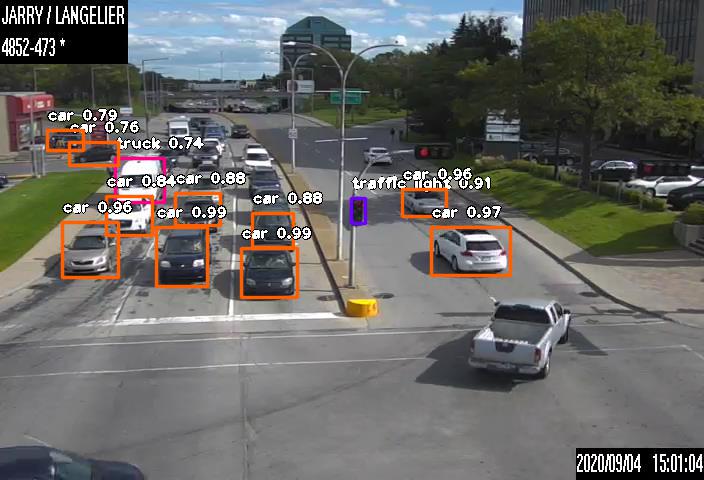 JARRY / LANGELIER
4852-473 *
car 0.79
car 0.76
truck 0.74
car 0.84
car 0.88
car 0.96
car 0.99
car 0.88
car 0.99
car 0.96
traffic light 0.91
car 0.97
2020/09/04 15:01:04